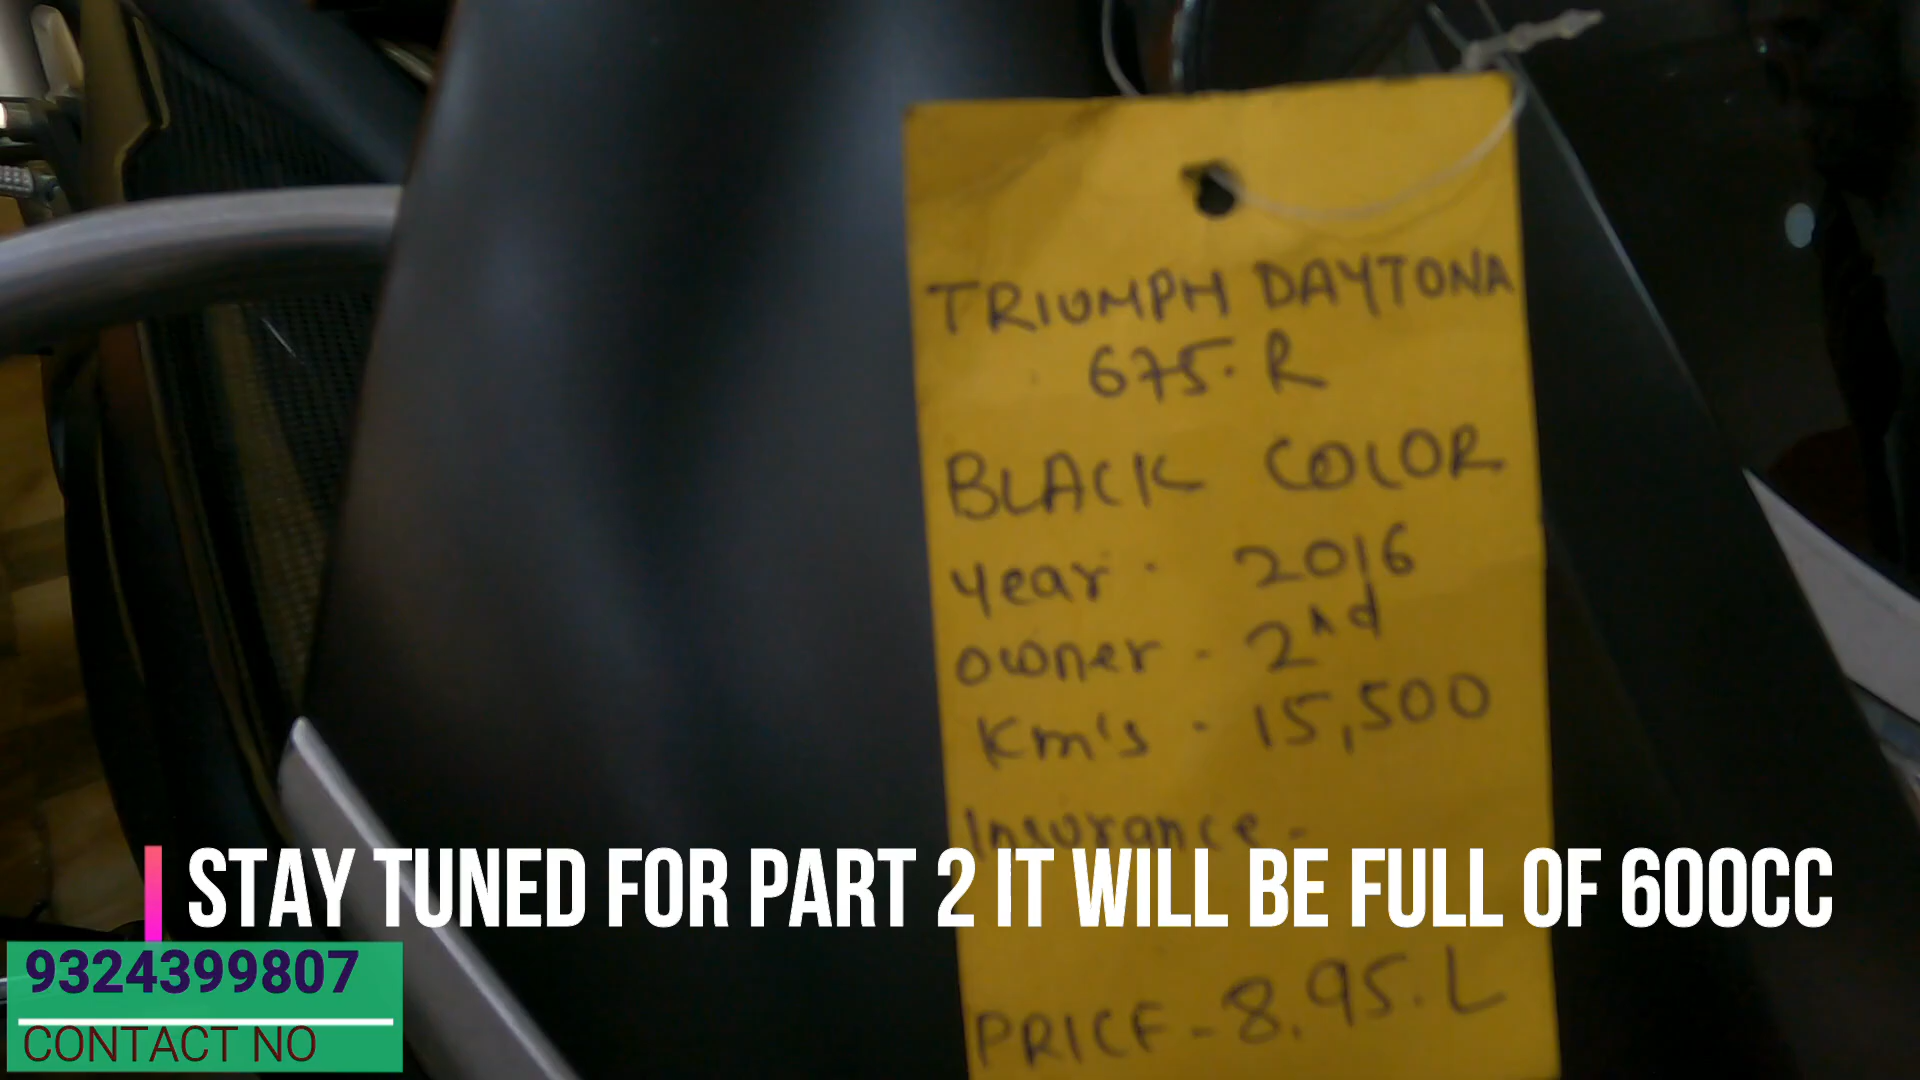 TRIUMPH DAYTONA
675.R
BLACK COLOR
year - 2016
owner - 2nd
Km's - 15,500
Insurance -
STAY TUNED FOR PART 2 IT WILL BE FULL OF 600CC
PRICE - 8.95.L
9324399807
CONTACT NO